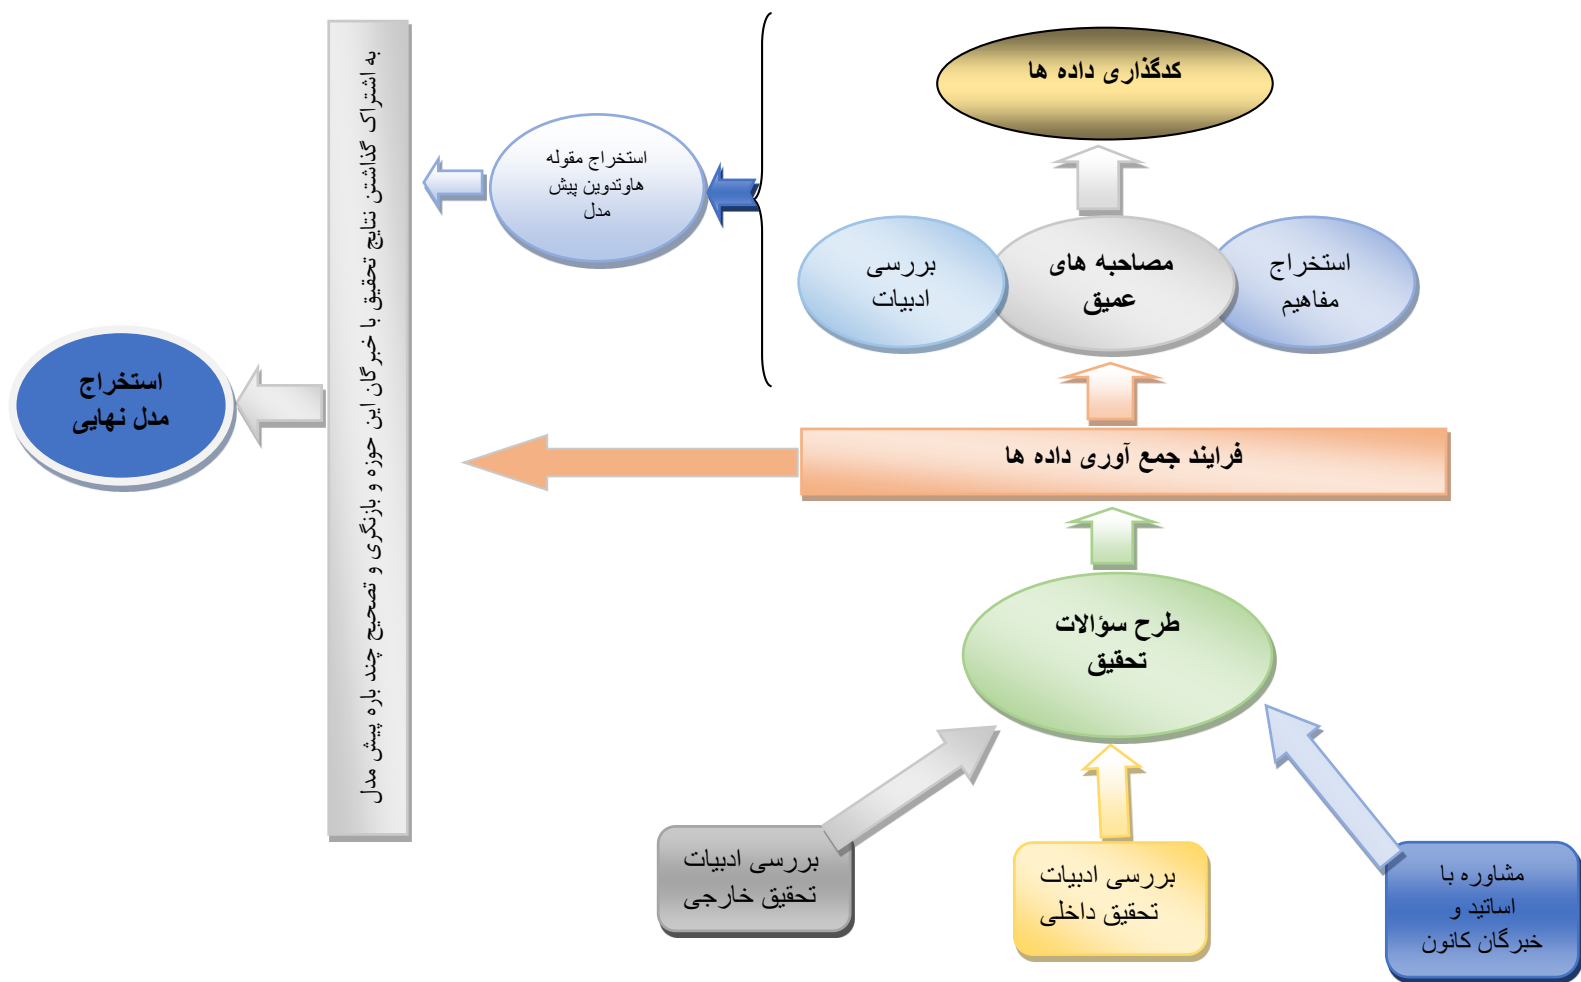 کدگذاری داده ها
استخراج
مفاهیم
مصاحبه های
عمیق
بررسی
ادبیات
استخراج مقوله
هاوتدوین پیش
مدل
به اشتراک گذاشتن نتایج تحقیق با خبرگان این حوزه و بازنگری و تصحیح چند باره پیش مدل
استخراج
مدل نهایی
فرایند جمع آوری داده ها
طرح سؤالات
تحقیق
مشاوره با
اساتید و
خبرگان کانون
بررسی ادبیات
تحقیق داخلی
بررسی ادبیات
تحقیق خارجی